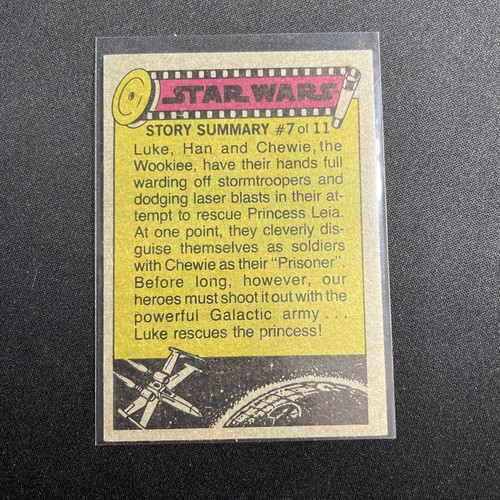 STAR WARS
STORY SUMMARY #7 of 11
Luke, Han and Chewie, the
Wookiee, have their hands full
warding off stormtroopers and
dodging laser blasts in their at-
tempt to rescue Princess Leia.
At one point, they cleverly dis-
guise themselves as soldiers
with Chewie as their "Prisoner".
Before long, however, our
heroes must shoot it out with the
powerful Galactic army ...
Luke rescues the princess!